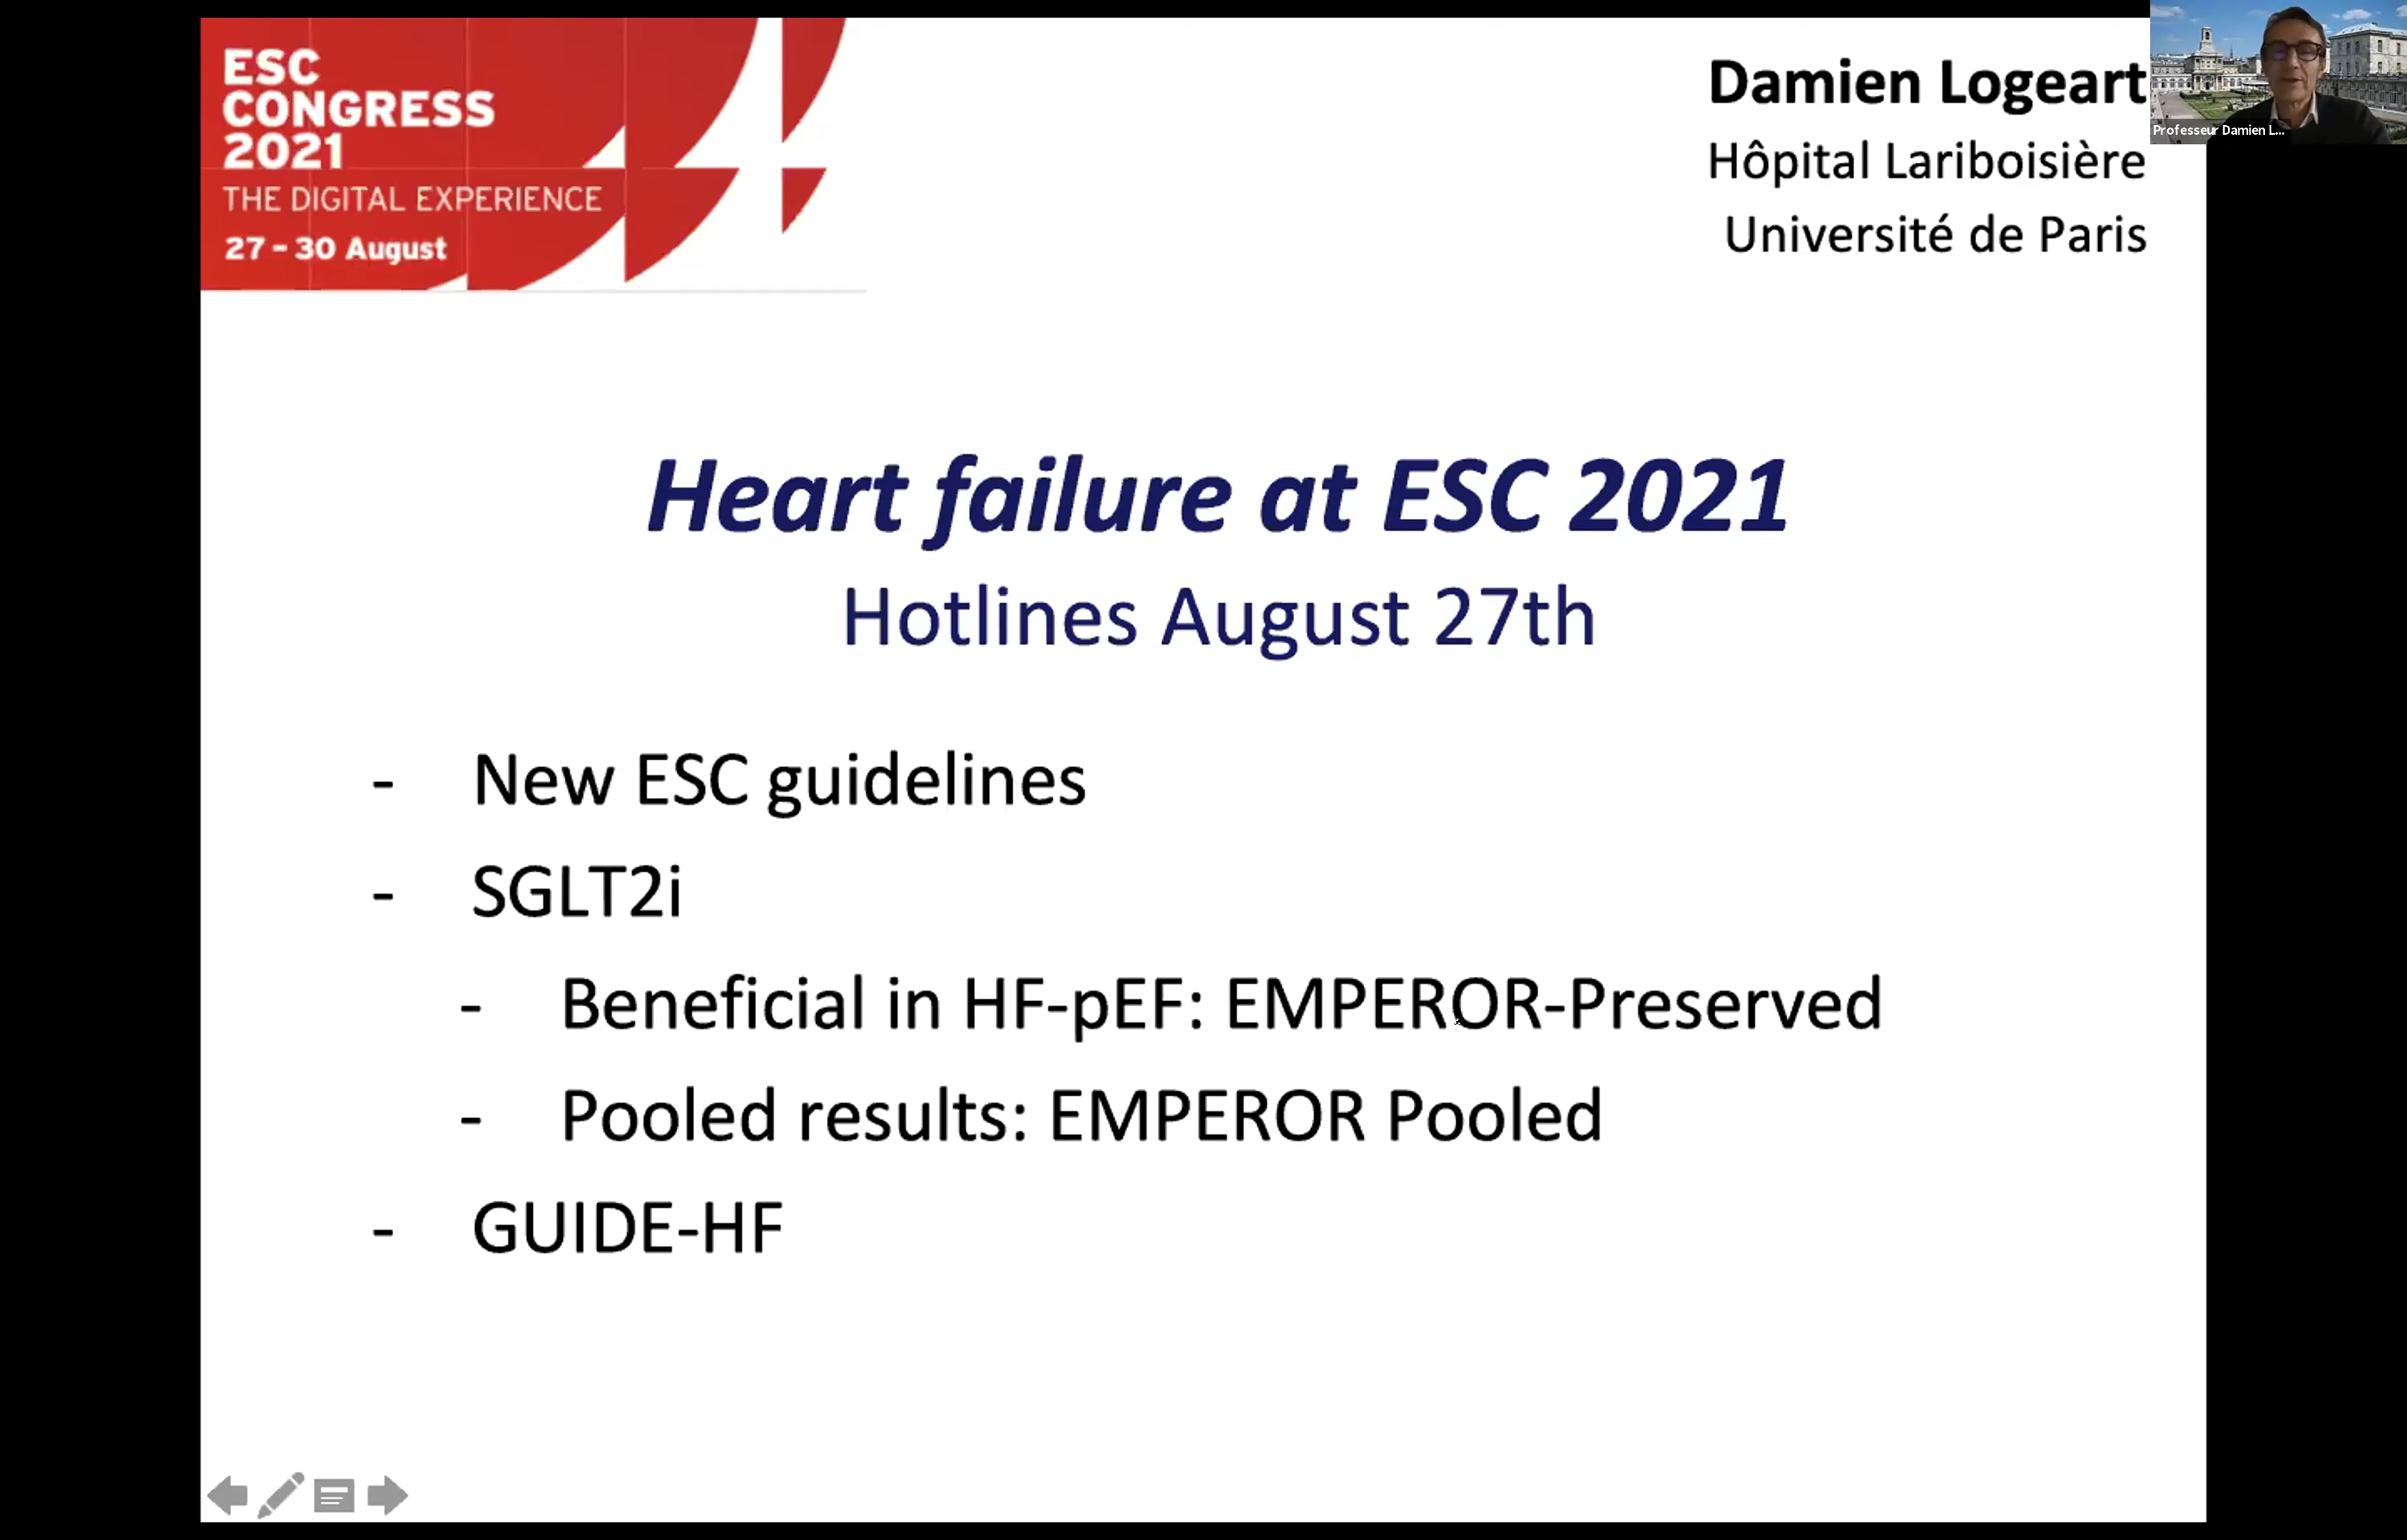 ESC
CONGRESS
2021
THE DIGITAL EXPERIENCE
27 – 30 August
Damien Logeart
Hôpital Lariboisière
Université de Paris
Professeur Damien L...
Heart failure at ESC 2021
Hotlines August 27th
- New ESC guidelines
- SGLT2i
- Beneficial in HF-pEF: EMPEROR-Preserved
- Pooled results: EMPEROR Pooled
- GUIDE-HF